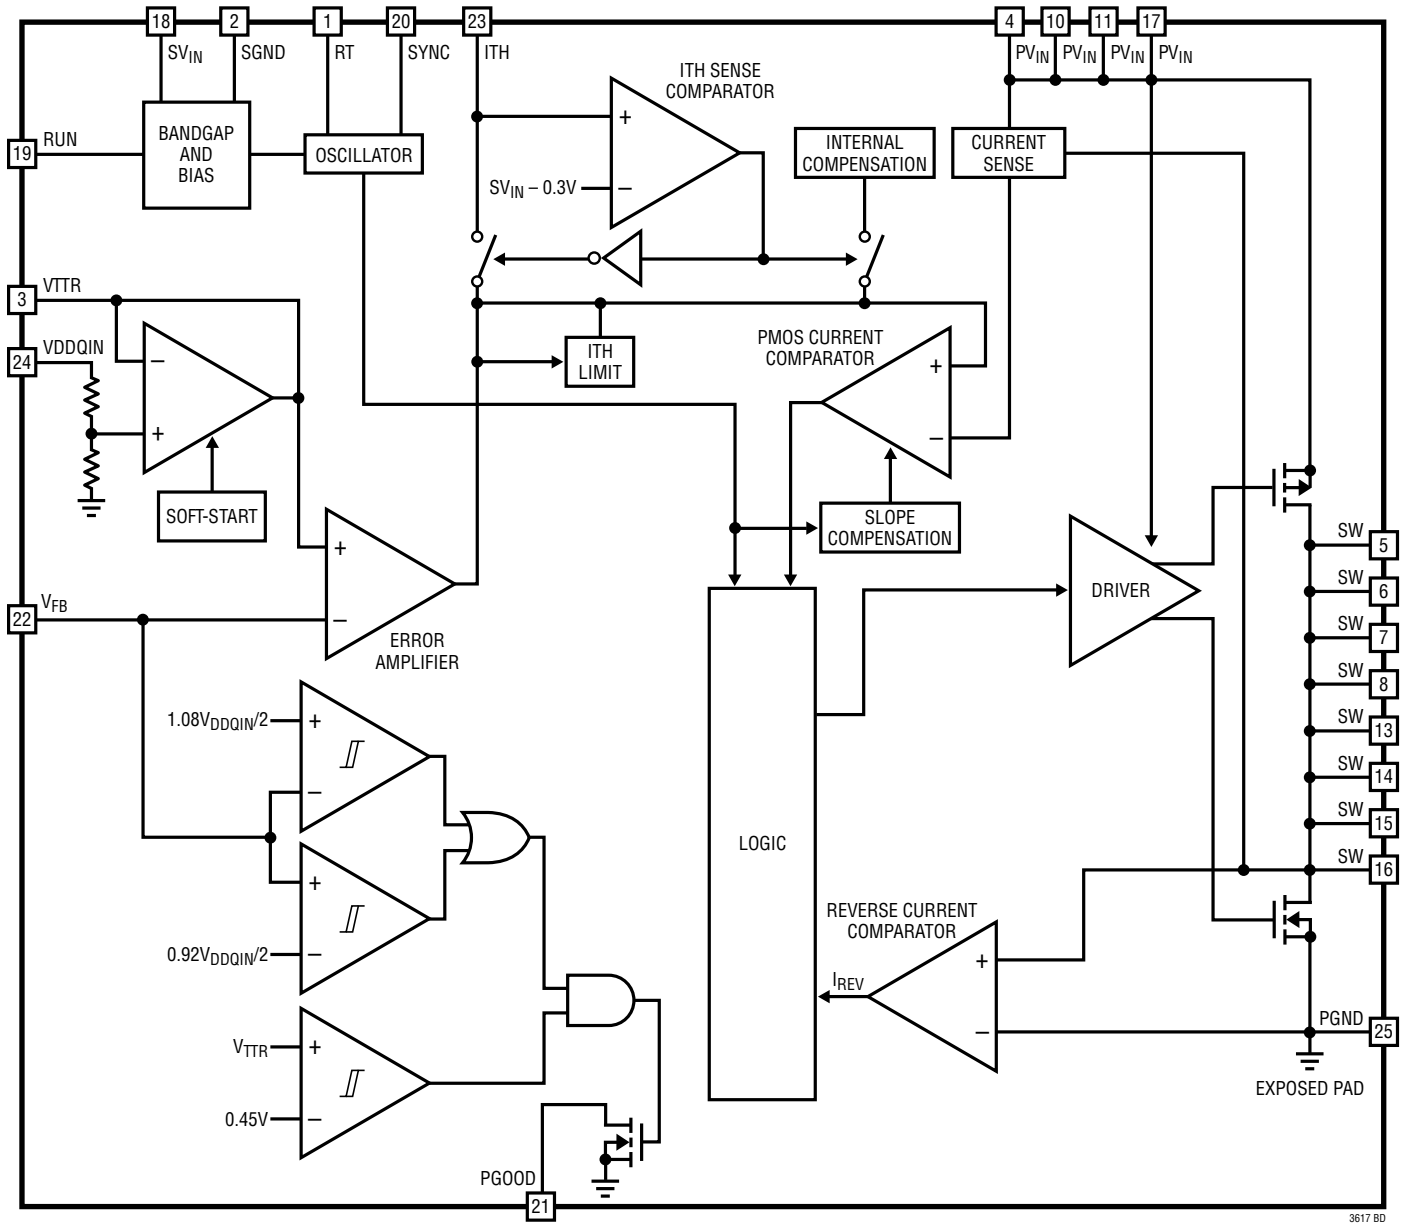 18
2
1
20
23
4
10
11
17
SVIN
SGND
RT
SYNC
ITH
PVIN
PVIN
PVIN
PVIN
ITH SENSE
COMPARATOR
19
RUN
BANDGAP
AND
BIAS
OSCILLATOR
+
SVIN – 0.3V
–
INTERNAL
COMPENSATION
CURRENT
SENSE
3
VTTR
24
VDDQIN
–
+
SOFT-START
ITH
LIMIT
PMOS CURRENT
COMPARATOR
+
–
SLOPE
COMPENSATION
22
VFB
+
–
ERROR
AMPLIFIER
DRIVER
SW
5
SW
6
SW
7
SW
8
SW
13
SW
14
SW
15
SW
16
1.08VDDQIN/2
+
–
+
0.92VDDQIN/2
–
LOGIC
REVERSE CURRENT
COMPARATOR
+
IREV
–
VTTR
+
0.45V
–
PGND
25
EXPOSED PAD
PGOOD
21
3617 BD